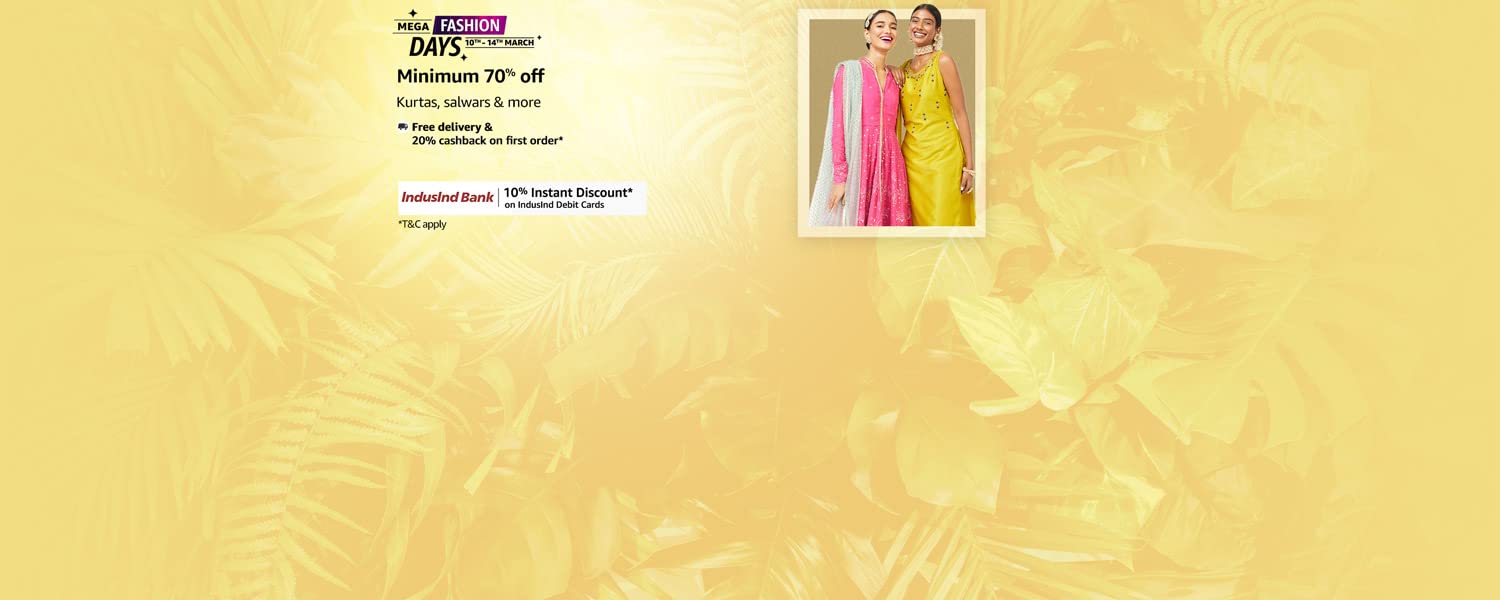 MEGA FASHION
DAYS 10TH - 14TH MARCH
Minimum 70% off
Kurtas, salwars & more
Free delivery &
20% cashback on first order*
IndusInd Bank
10% Instant Discount*
on IndusInd Debit Cards
*T&C apply